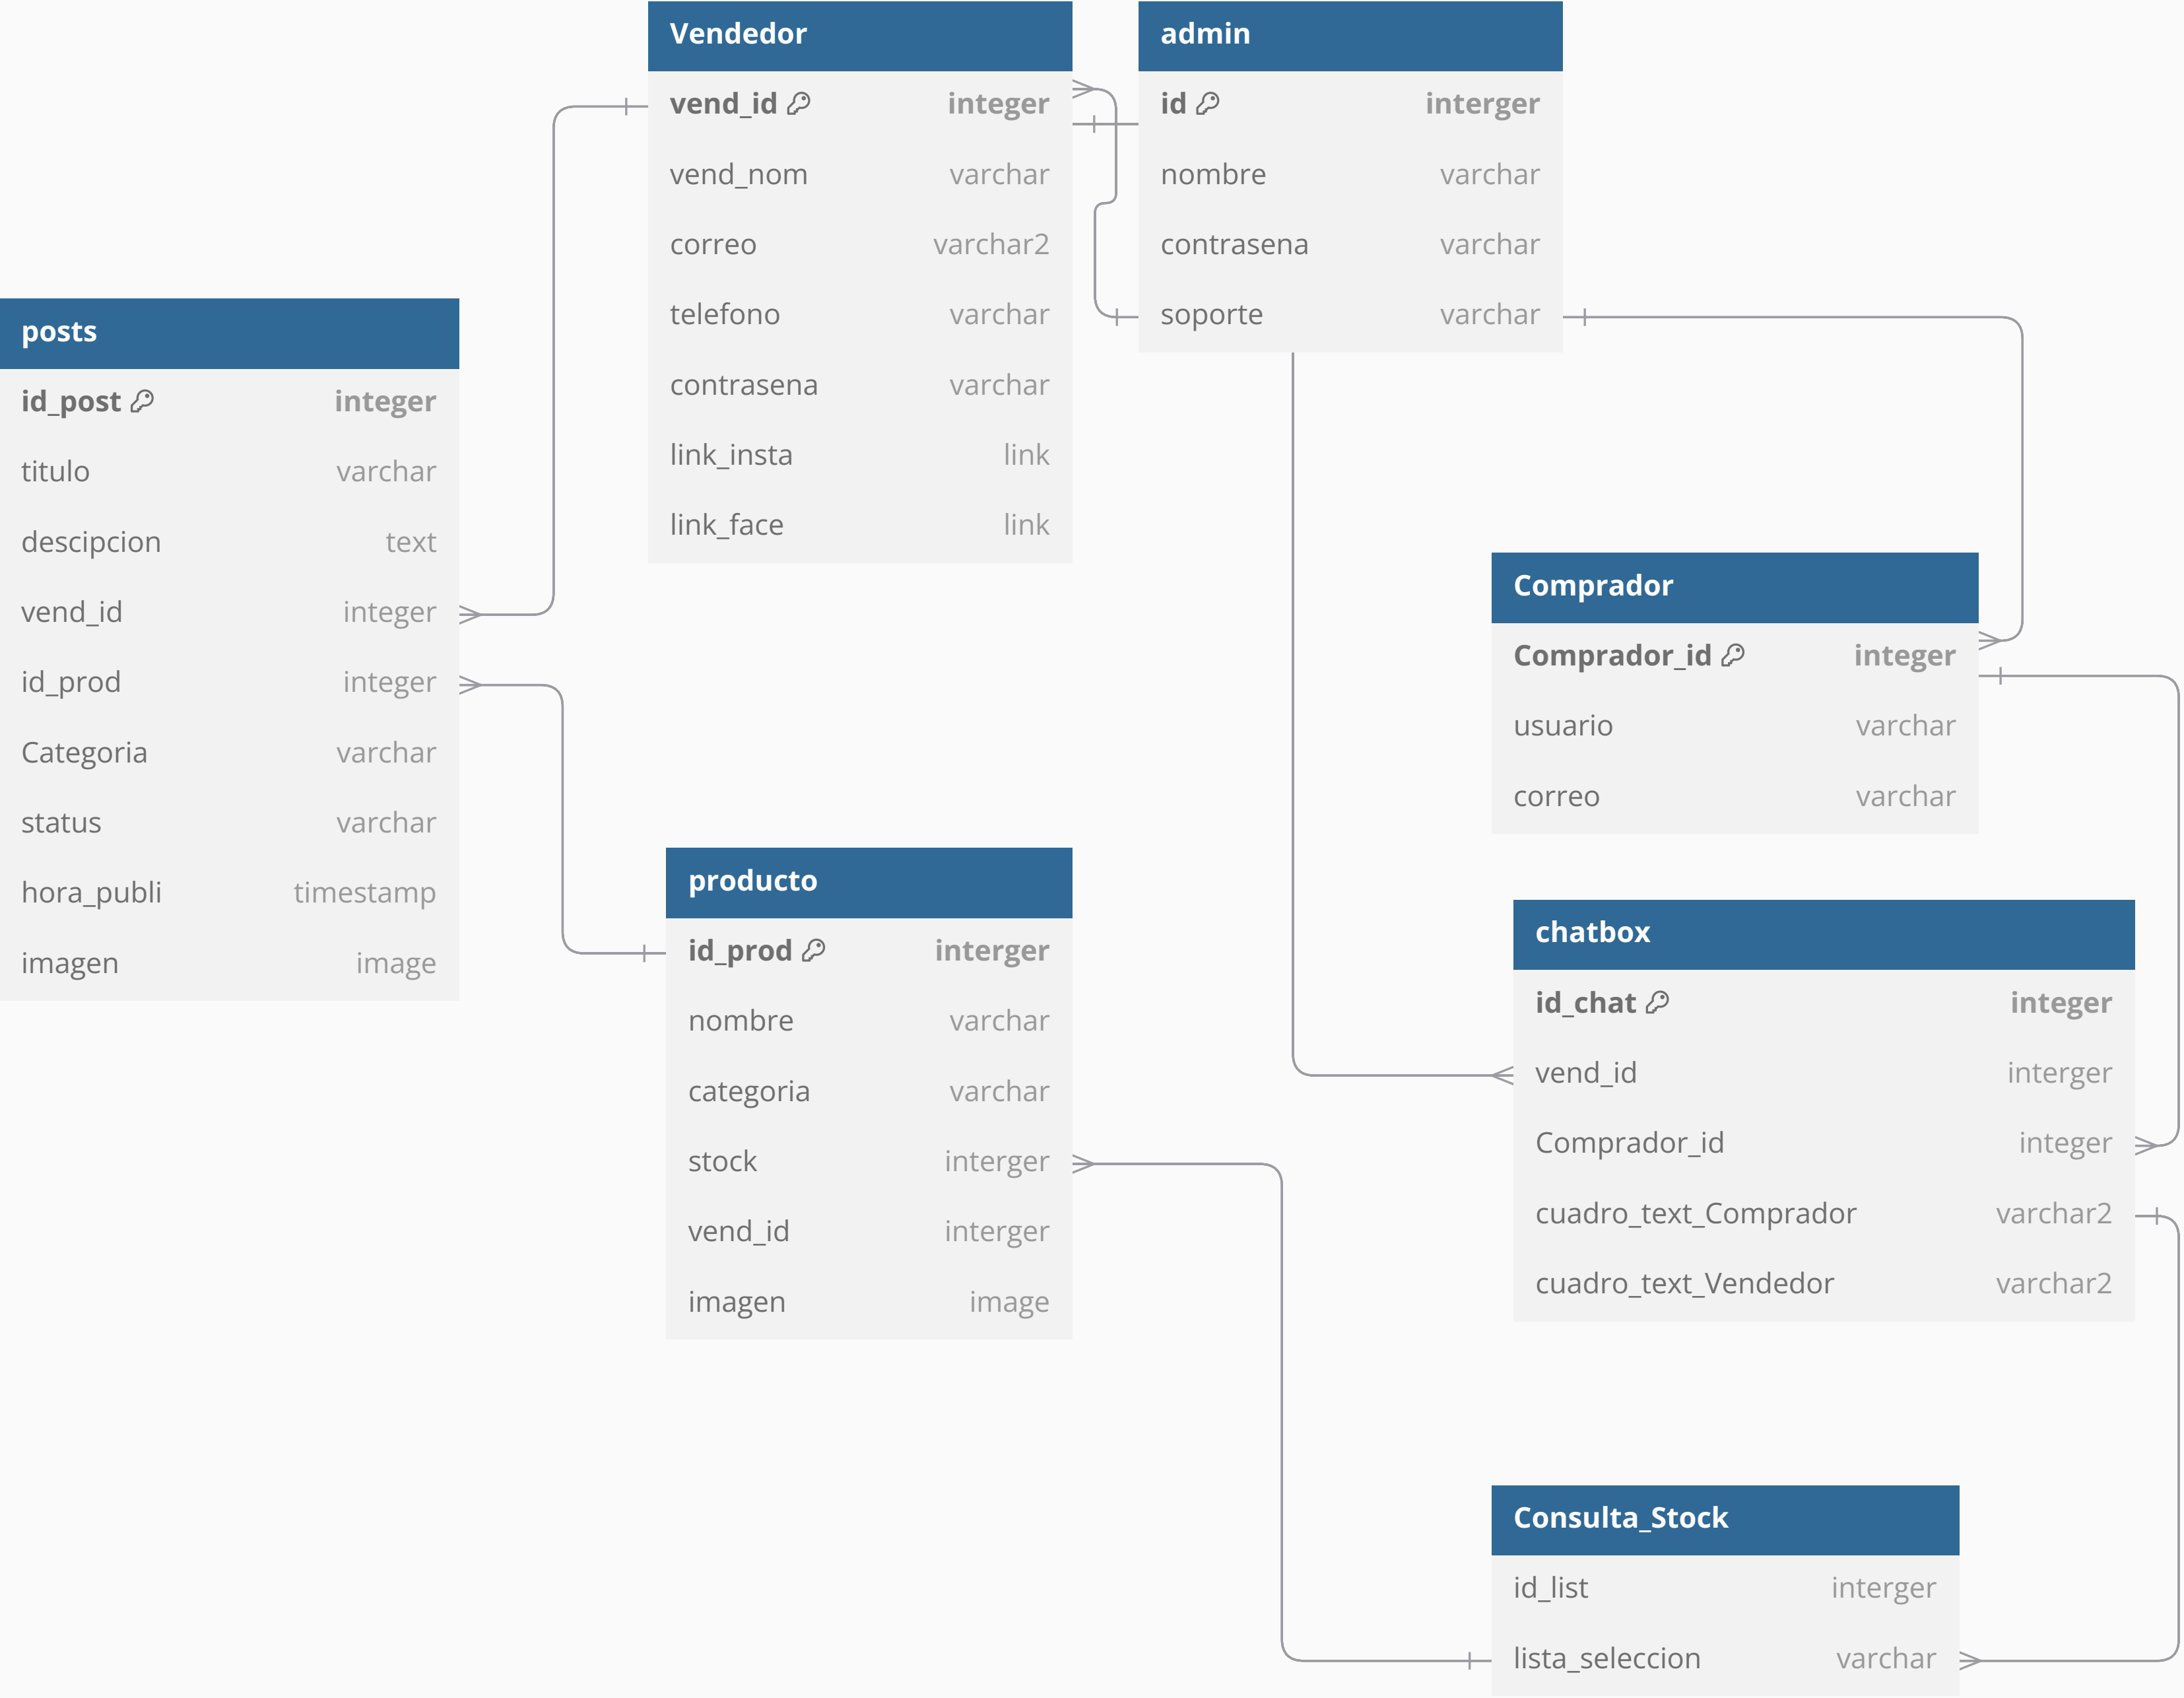 Vendedor
vend_id integer
vend_nom varchar
correo varchar2
telefono varchar
contrasena varchar
link_insta link
link_face link
admin
id interger
nombre varchar
contrasena varchar
soporte varchar
posts
id_post integer
titulo varchar
descipcion text
vend_id integer
id_prod integer
Categoria varchar
status varchar
hora_publi timestamp
imagen image
Comprador
Comprador_id integer
usuario varchar
correo varchar
producto
id_prod interger
nombre varchar
categoria varchar
stock interger
vend_id interger
imagen image
chatbox
id_chat integer
vend_id interger
Comprador_id integer
cuadro_text_Comprador varchar2
cuadro_text_Vendedor varchar2
Consulta_Stock
id_list interger
lista_seleccion varchar